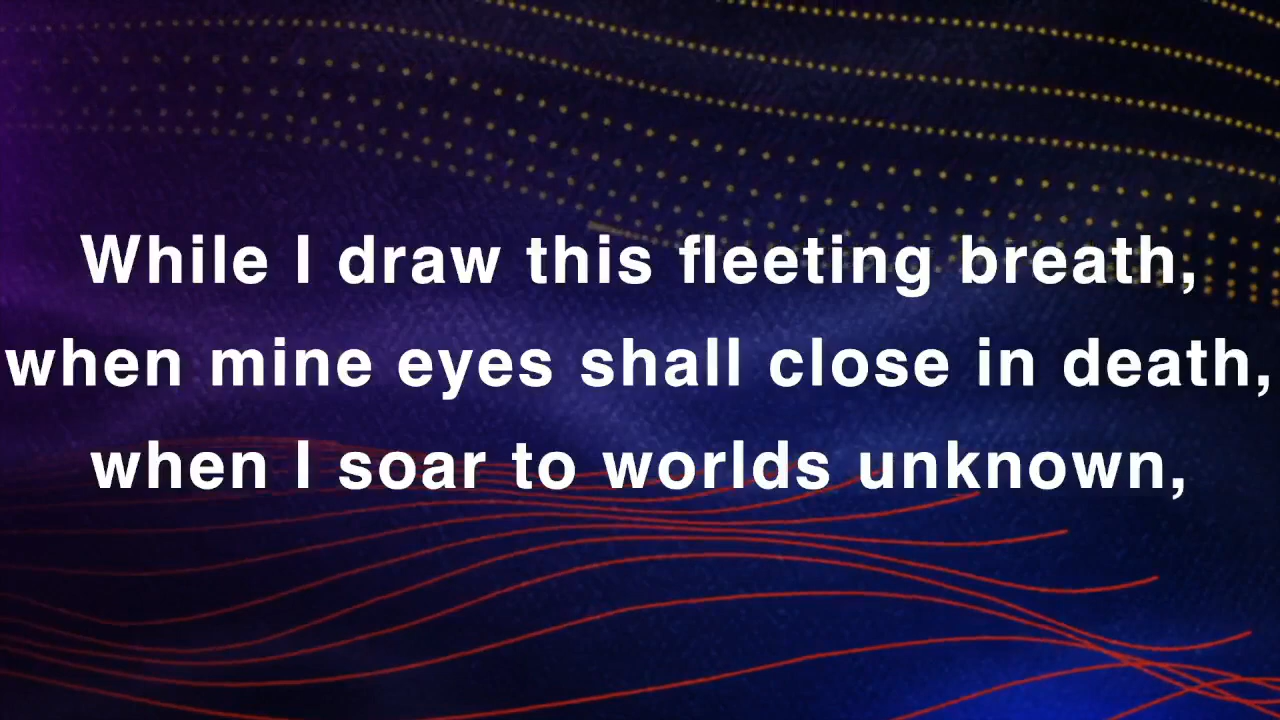 While I draw this fleeting breath,
when mine eyes shall close in death,
when I soar to worlds unknown,